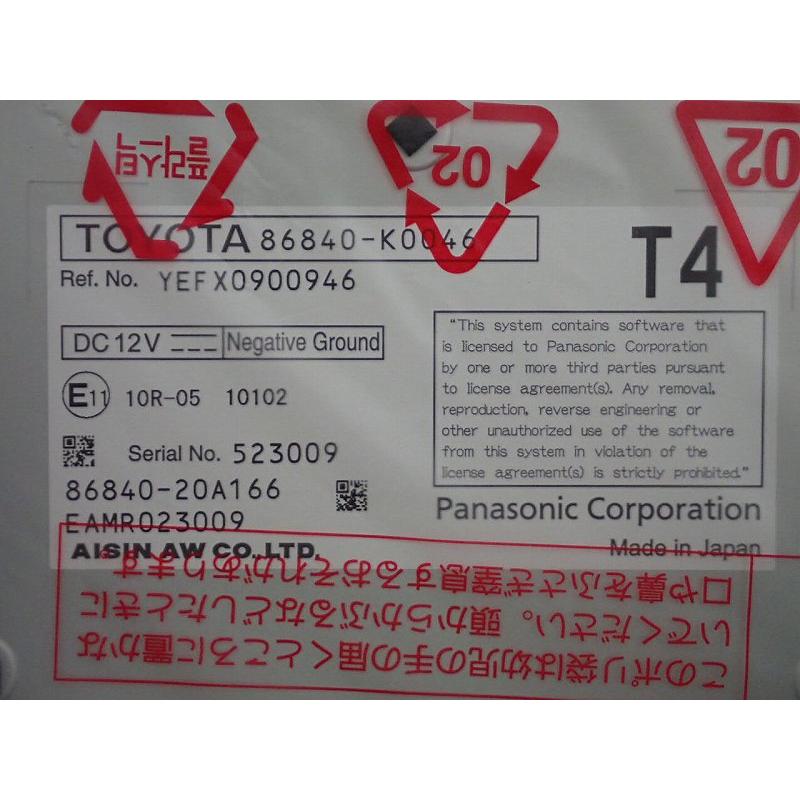 플라스틱
02
02
TOYOTA 86840-K0046
T4
Ref. No. YEFX0900946
DC 12V Negative Ground
E11 10R-05 10102
Serial No. 523009
86840-20A166
EAMR023009
AISIN AW CO.,LTD.
"This system contains software that
is licensed to Panasonic Corporation
by one or more third parties pursuant
to license agreement(s). Any removal,
reproduction, reverse engineering or
other unauthorized use of the software
from this system in violation of the
license agreement(s) is strictly prohibited."
Panasonic Corporation
Made in Japan
このポリ袋は幼児の手の届くところに置かな
いでください。頭からかぶるなどしたときに
口や鼻をふさぎ窒息するおそれがあります。